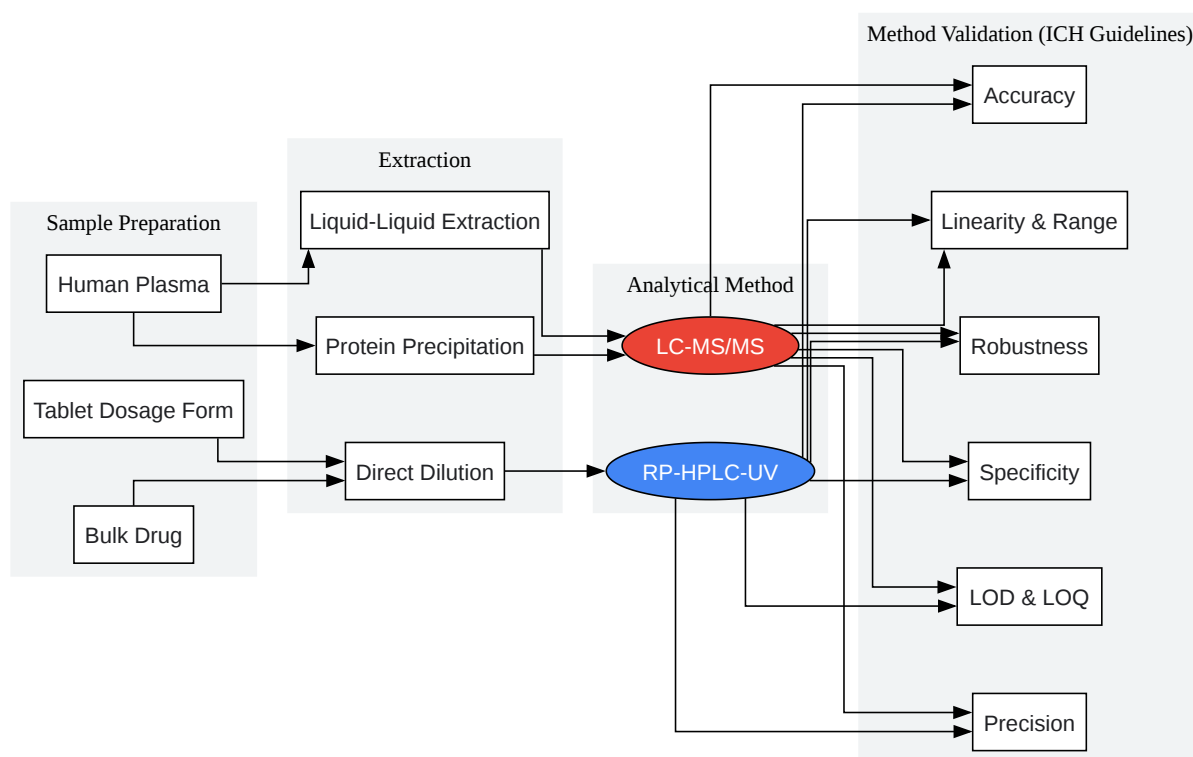 Sample Preparation
Human Plasma
Tablet Dosage Form
Bulk Drug
Extraction
Liquid-Liquid Extraction
Protein Precipitation
Direct Dilution
Analytical Method
LC-MS/MS
RP-HPLC-UV
Method Validation (ICH Guidelines)
Accuracy
Linearity & Range
Robustness
Specificity
LOD & LOQ
Precision